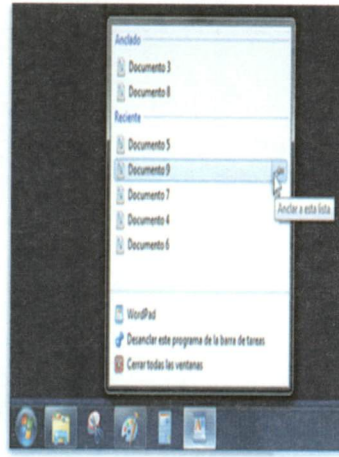 Anclado
Documento 3
Documento 8
Reciente
Documento 5
Documento 9
Documento 7
Documento 4
Documento 6
Anclar a esta lista
WordPad
Desanclar este programa de la barra de tareas
Cerrar todas las ventanas